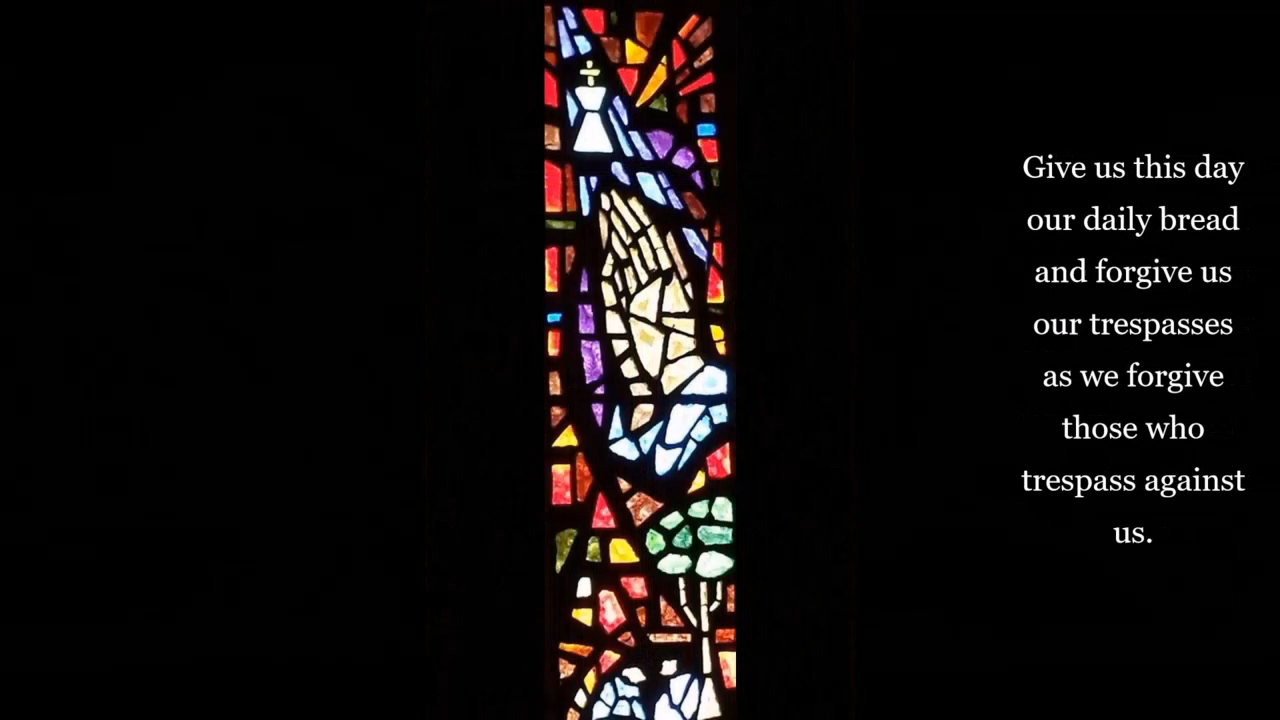 Give us this day
our daily bread
and forgive us
our trespasses
as we forgive
those who
trespass against
us.